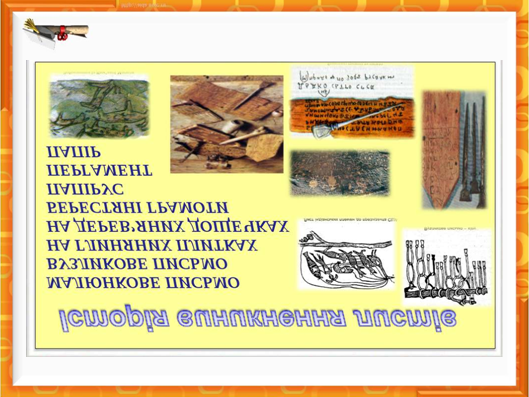 Історія виникнення листів
МАЛЮНКОВЕ ПИСЬМО
ВУЗЛИКОВЕ ПИСЬМО
НА ГЛИНЯНИХ ПЛИТКАХ
НА ДЕРЕВ'ЯНИХ ДОЩЕЧКАХ
БЕРЕСТЯНІ ГРАМОТИ
ПАПІРУС
ПЕРГАМЕНТ
ПАПІР